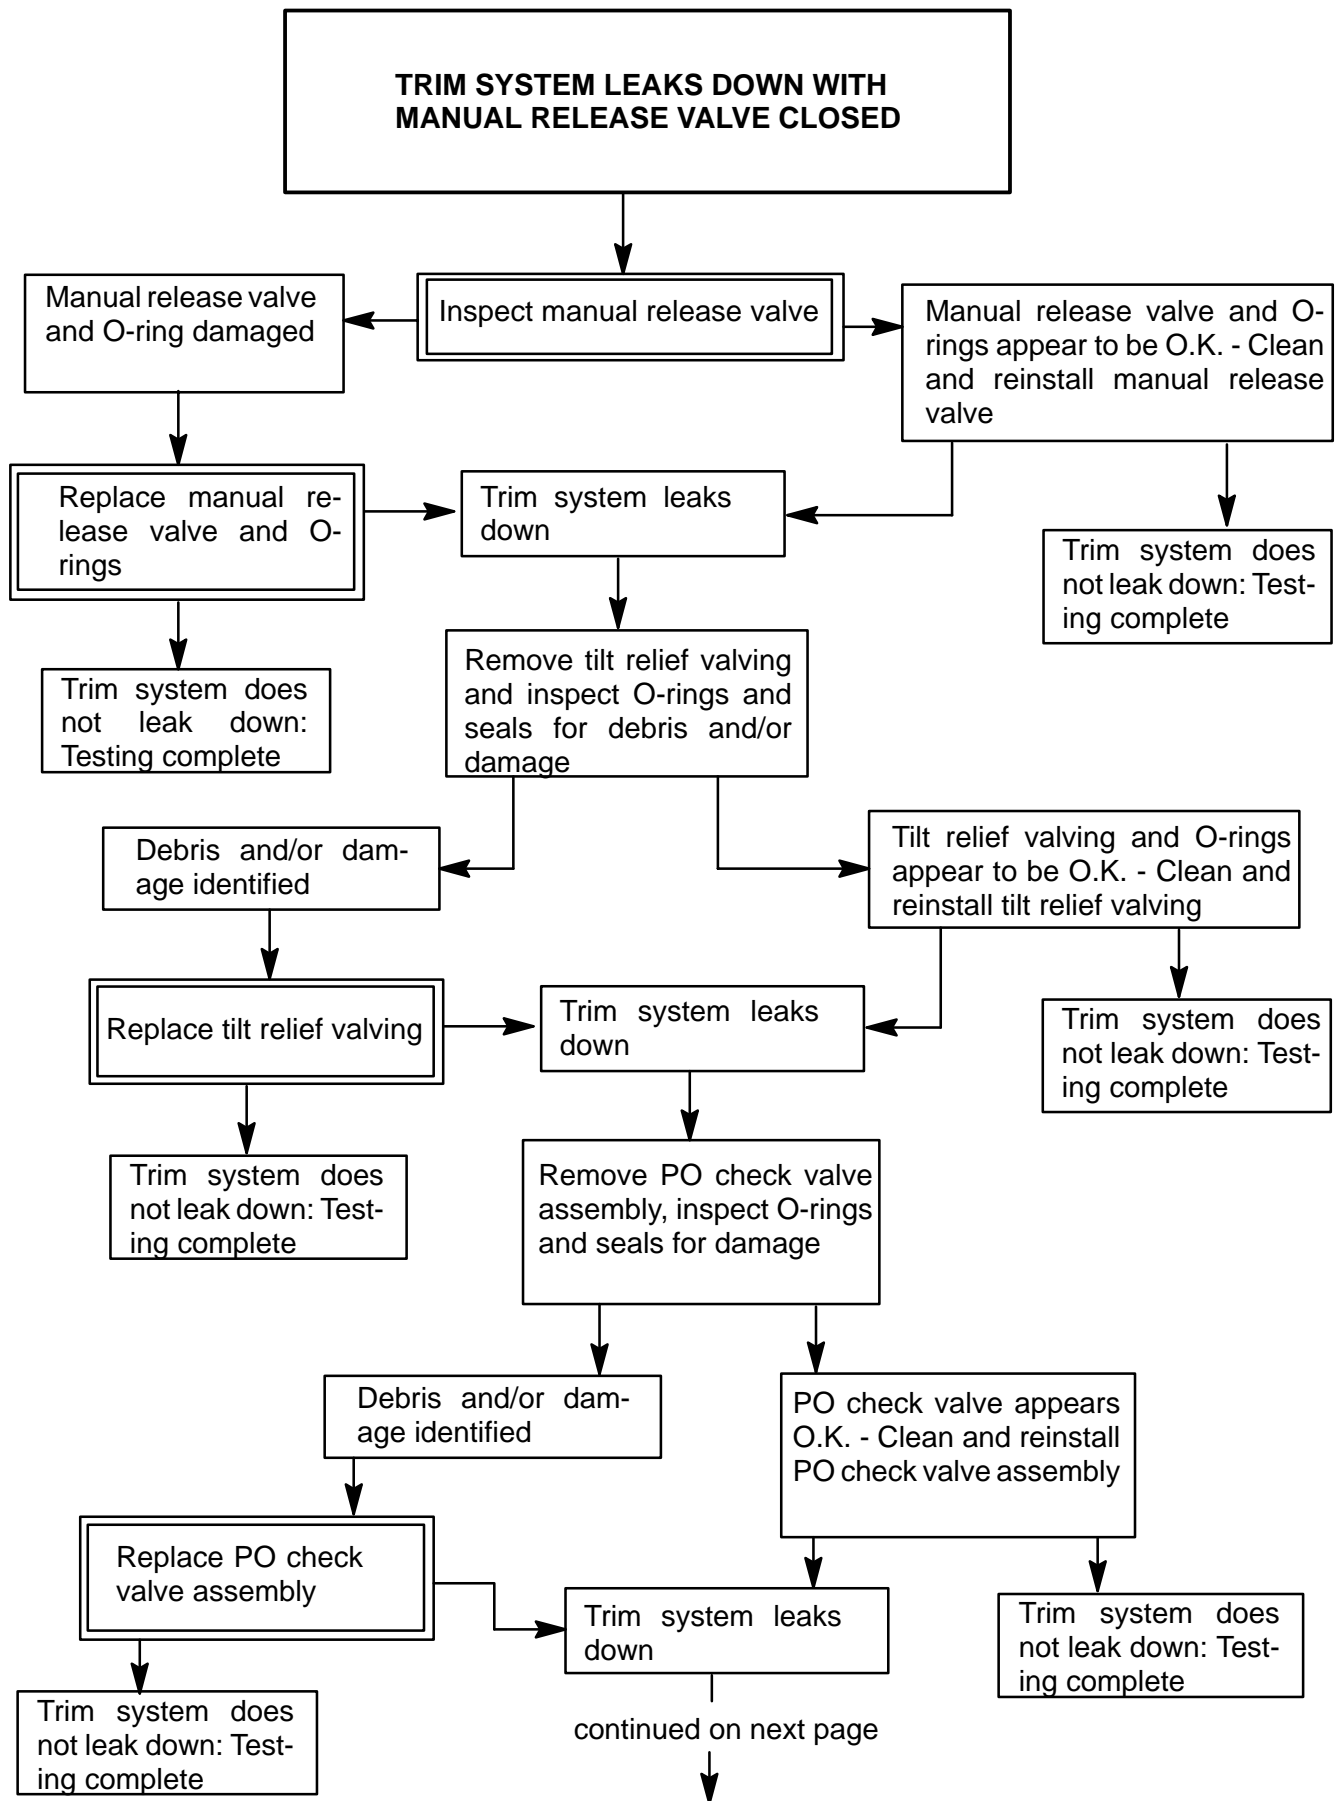 TRIM SYSTEM LEAKS DOWN WITH
MANUAL RELEASE VALVE CLOSED
Manual release valve
and O-ring damaged
Inspect manual release valve
Manual release valve and O-
rings appear to be O.K. - Clean
and reinstall manual release
valve
Replace manual re-
lease valve and O-
rings
Trim system leaks
down
Trim system does
not leak down: Test-
ing complete
Trim system does
not leak down:
Testing complete
Remove tilt relief valving
and inspect O-rings and
seals for debris and/or
damage
Debris and/or dam-
age identified
Tilt relief valving and O-rings
appear to be O.K. - Clean and
reinstall tilt relief valving
Replace tilt relief valving
Trim system leaks
down
Trim system does
not leak down: Test-
ing complete
Trim system does
not leak down: Test-
ing complete
Remove PO check valve
assembly, inspect O-rings
and seals for damage
Debris and/or dam-
age identified
PO check valve appears
O.K. - Clean and reinstall
PO check valve assembly
Replace PO check
valve assembly
Trim system leaks
down
Trim system does
not leak down: Test-
ing complete
Trim system does
not leak down: Test-
ing complete
continued on next page